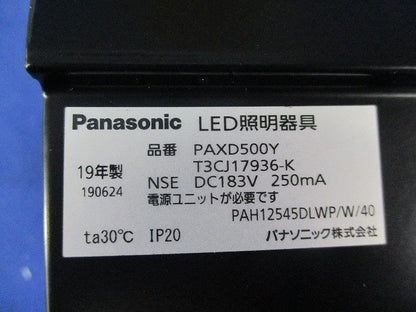 Panasonic LED照明器具
品番 PAXD500Y
19年製 T3CJ17936-K
190624 NSE DC183V 250mA
電源ユニットが必要です
PAH12545DLWP/W/40
ta30℃ IP20 パナソニック株式会社